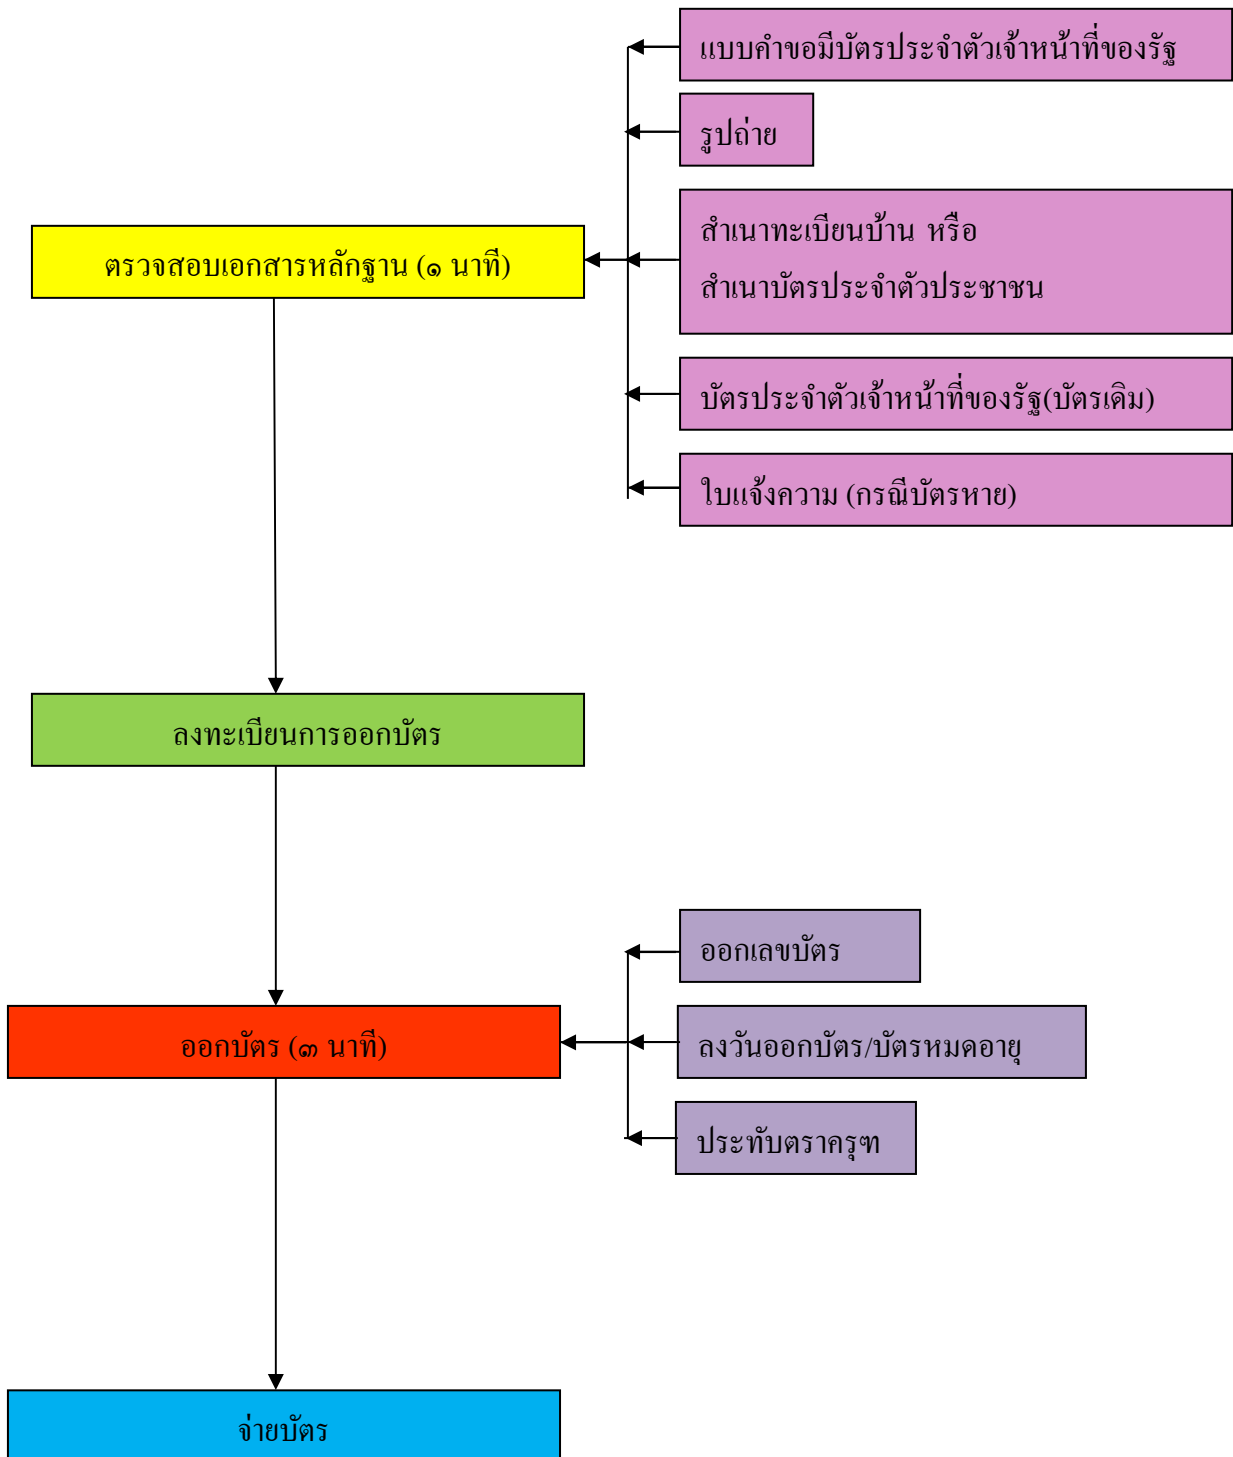 แบบคำขอมีบัตรประจำตัวเจ้าหน้าที่ของรัฐ
รูปถ่าย
สำเนาทะเบียนบ้าน หรือ
สำเนาบัตรประจำตัวประชาชน
ตรวจสอบเอกสารหลักฐาน (๑ นาที)
บัตรประจำตัวเจ้าหน้าที่ของรัฐ(บัตรเดิม)
ใบแจ้งความ (กรณีบัตรหาย)
ลงทะเบียนการออกบัตร
ออกเลขบัตร
ออกบัตร (๓ นาที)
ลงวันออกบัตร/บัตรหมดอายุ
ประทับตราครุฑ
จ่ายบัตร